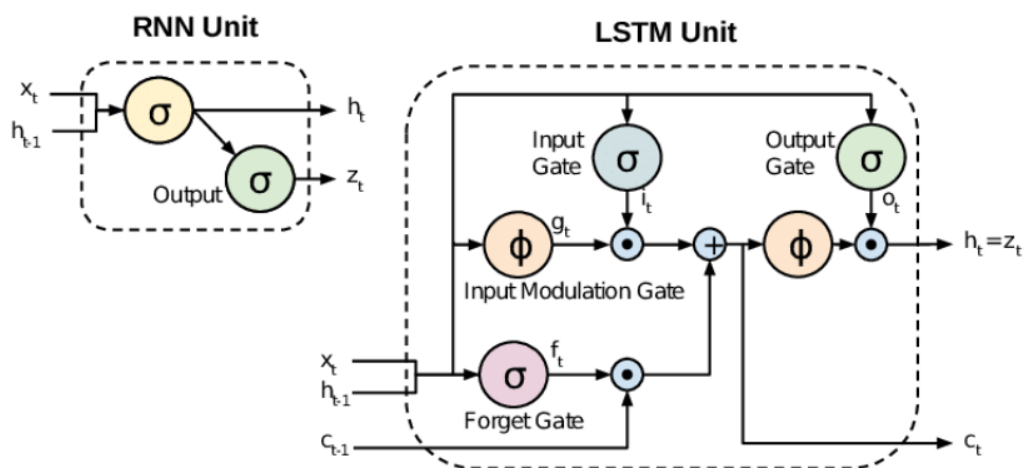 RNN Unit
xₜ
hₜ₋₁
σ
hₜ
Output
σ
zₜ
LSTM Unit
Input
Gate
σ
iₜ
Output
Gate
σ
oₜ
ϕ
gₜ
Input Modulation Gate
+
ϕ
hₜ=zₜ
xₜ
hₜ₋₁
σ
fₜ
Forget Gate
cₜ₋₁
cₜ